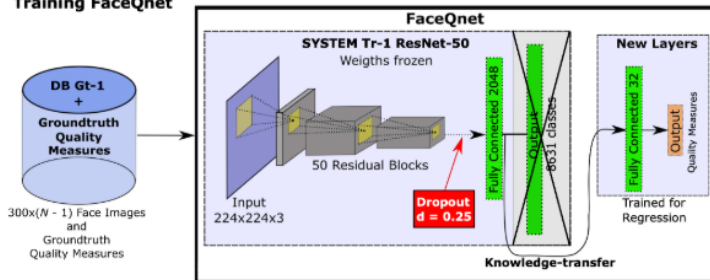 Training FaceQnet
FaceQnet
DB Gt-1
+
Groundtruth
Quality
Measures
300x(N - 1) Face Images
and
Groundtruth
Quality Measures
SYSTEM Tr-1 ResNet-50
Weigths frozen
50 Residual Blocks
Input
224x224x3
Dropout
d = 0.25
Fully Connected 2048
Output
8631 classes
Knowledge-transfer
New Layers
Fully Connected 32
Output
Quality Measures
Trained for
Regression